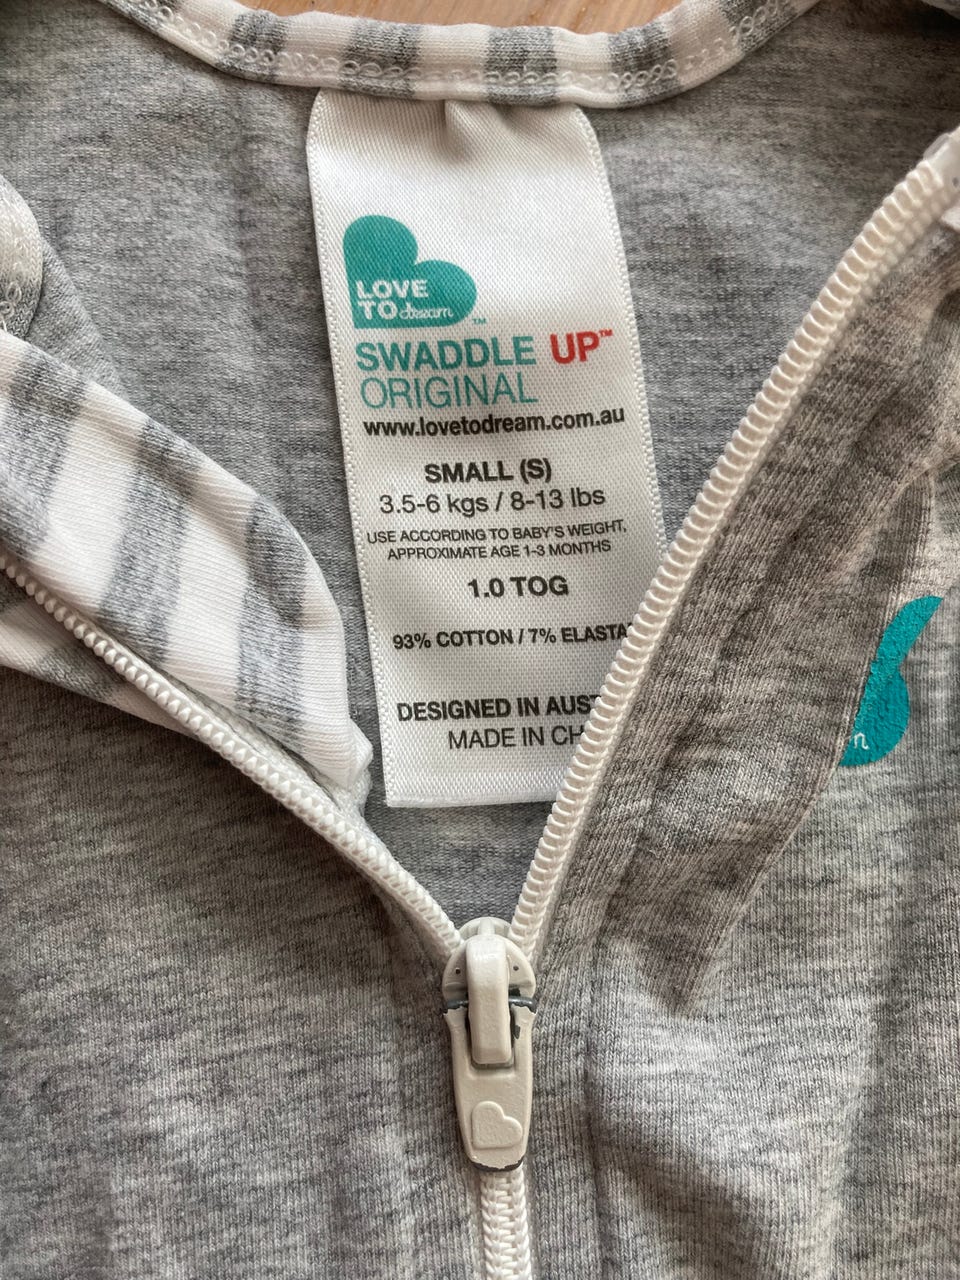 LOVE
TO dream™
SWADDLE UP™
ORIGINAL
www.lovetodream.com.au
SMALL (S)
3.5-6 kgs / 8-13 lbs
USE ACCORDING TO BABY'S WEIGHT,
APPROXIMATE AGE 1-3 MONTHS
1.0 TOG
93% COTTON / 7% ELASTA
DESIGNED IN AUST
MADE IN CH
n